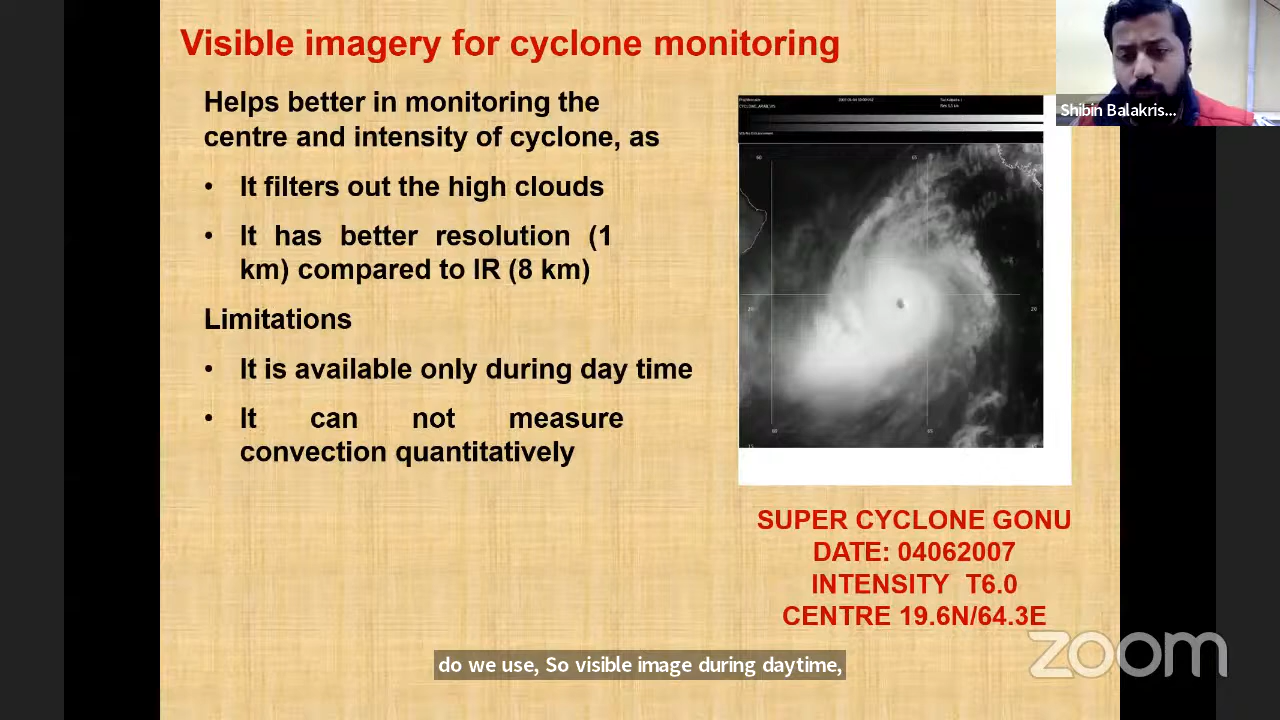 Visible imagery for cyclone monitoring
Shibin Balakris...
Helps better in monitoring the
centre and intensity of cyclone, as
• It filters out the high clouds
• It has better resolution (1
km) compared to IR (8 km)
Limitations
• It is available only during day time
• It can not measure
convection quantitatively
SUPER CYCLONE GONU
DATE: 04062007
INTENSITY T6.0
CENTRE 19.6N/64.3E
zoom
do we use, So visible image during daytime,